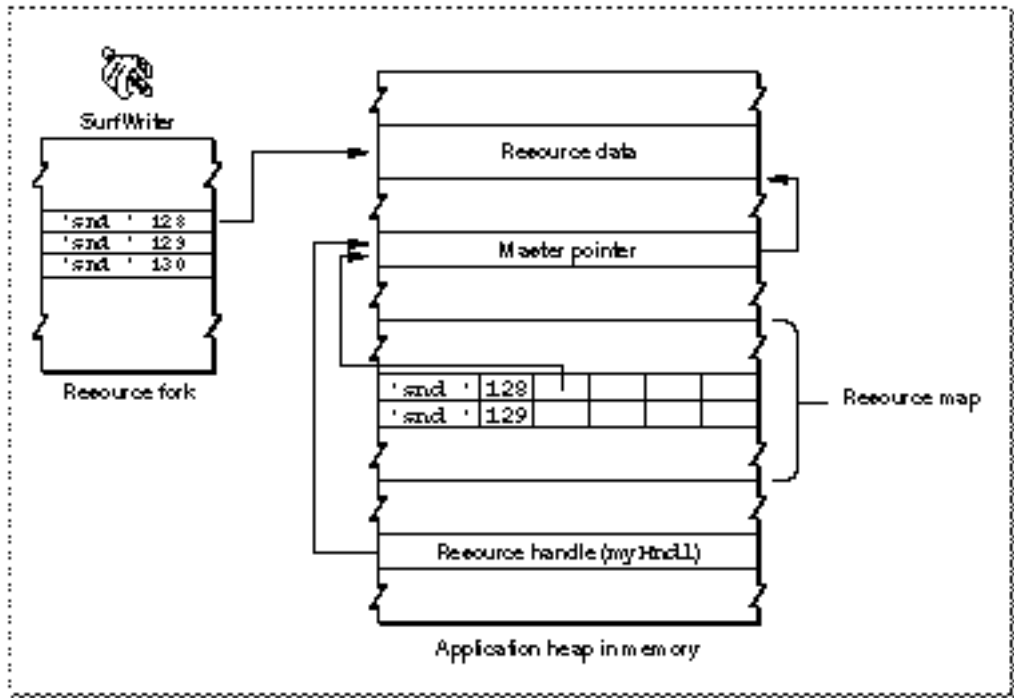 SurfWriter
'snd ' 128
'snd ' 129
'snd ' 130
Resource fork
Resource data
Master pointer
'snd ' 128
'snd ' 129
Resource map
Resource handle (myHndl)
Application heap in memory